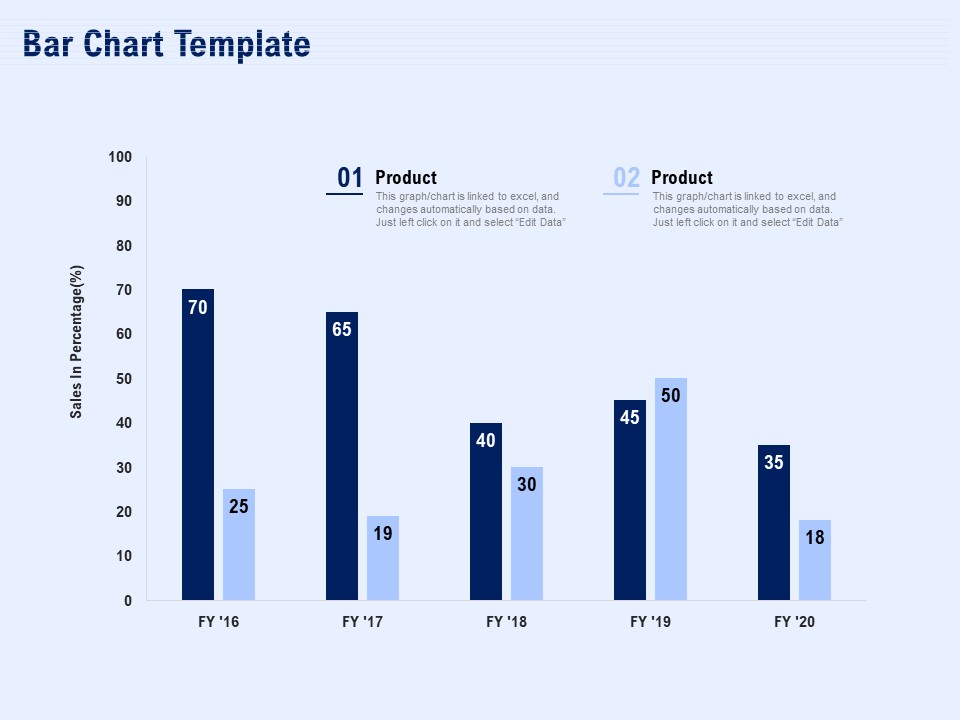 Bar Chart Template
01 Product
This graph/chart is linked to excel, and
changes automatically based on data.
Just left click on it and select “Edit Data”
02 Product
This graph/chart is linked to excel, and
changes automatically based on data.
Just left click on it and select “Edit Data”
Sales In Percentage(%)
100
90
80
70
60
50
40
30
20
10
0
70
25
65
19
40
30
45
50
35
18
FY '16
FY '17
FY '18
FY '19
FY '20